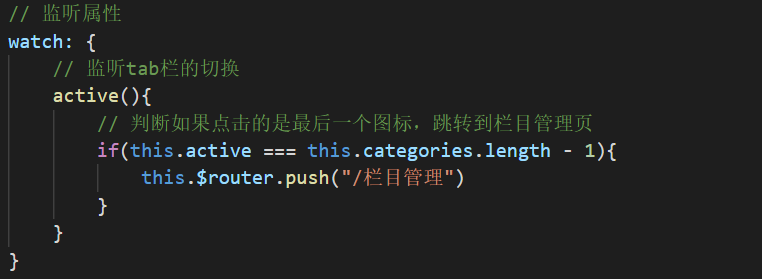 // 监听属性
watch: {
    // 监听tab栏的切换
    active(){
        // 判断如果点击的是最后一个图标，跳转到栏目管理页
        if(this.active === this.categories.length - 1){
            this.$router.push("/栏目管理")
        }
    }
}